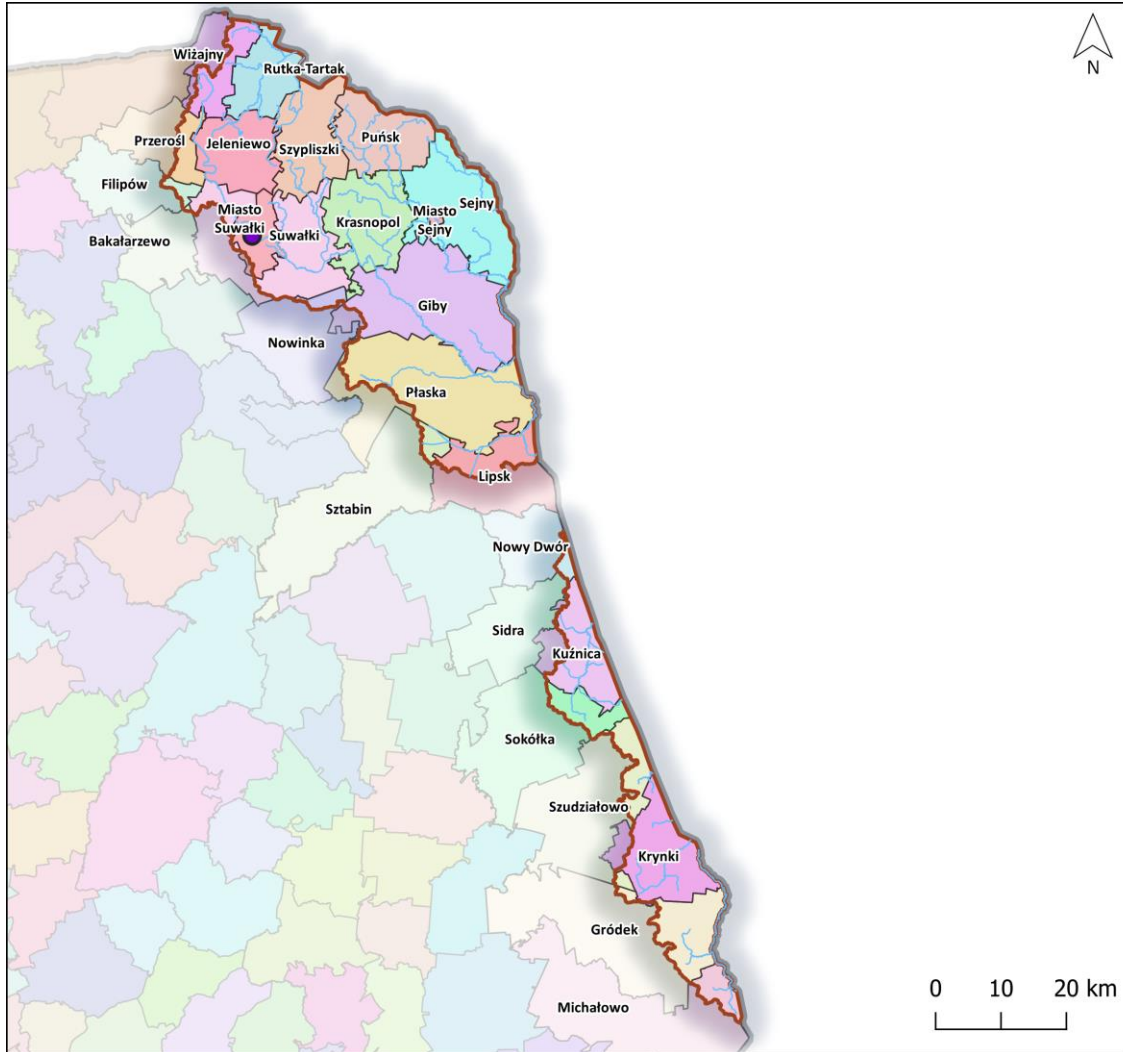 N
Wiżajny
Rutka-Tartak
Przerośl
Jeleniewo
Szypliszki
Puńsk
Filipów
Miasto
Suwałki
Suwałki
Krasnopol
Miasto
Sejny
Sejny
Bakałarzewo
Giby
Nowinka
Płaska
Lipsk
Sztabin
Nowy Dwór
Sidra
Kuźnica
Sokółka
Szudziałowo
Krynki
Gródek
Michałowo
0 10 20 km